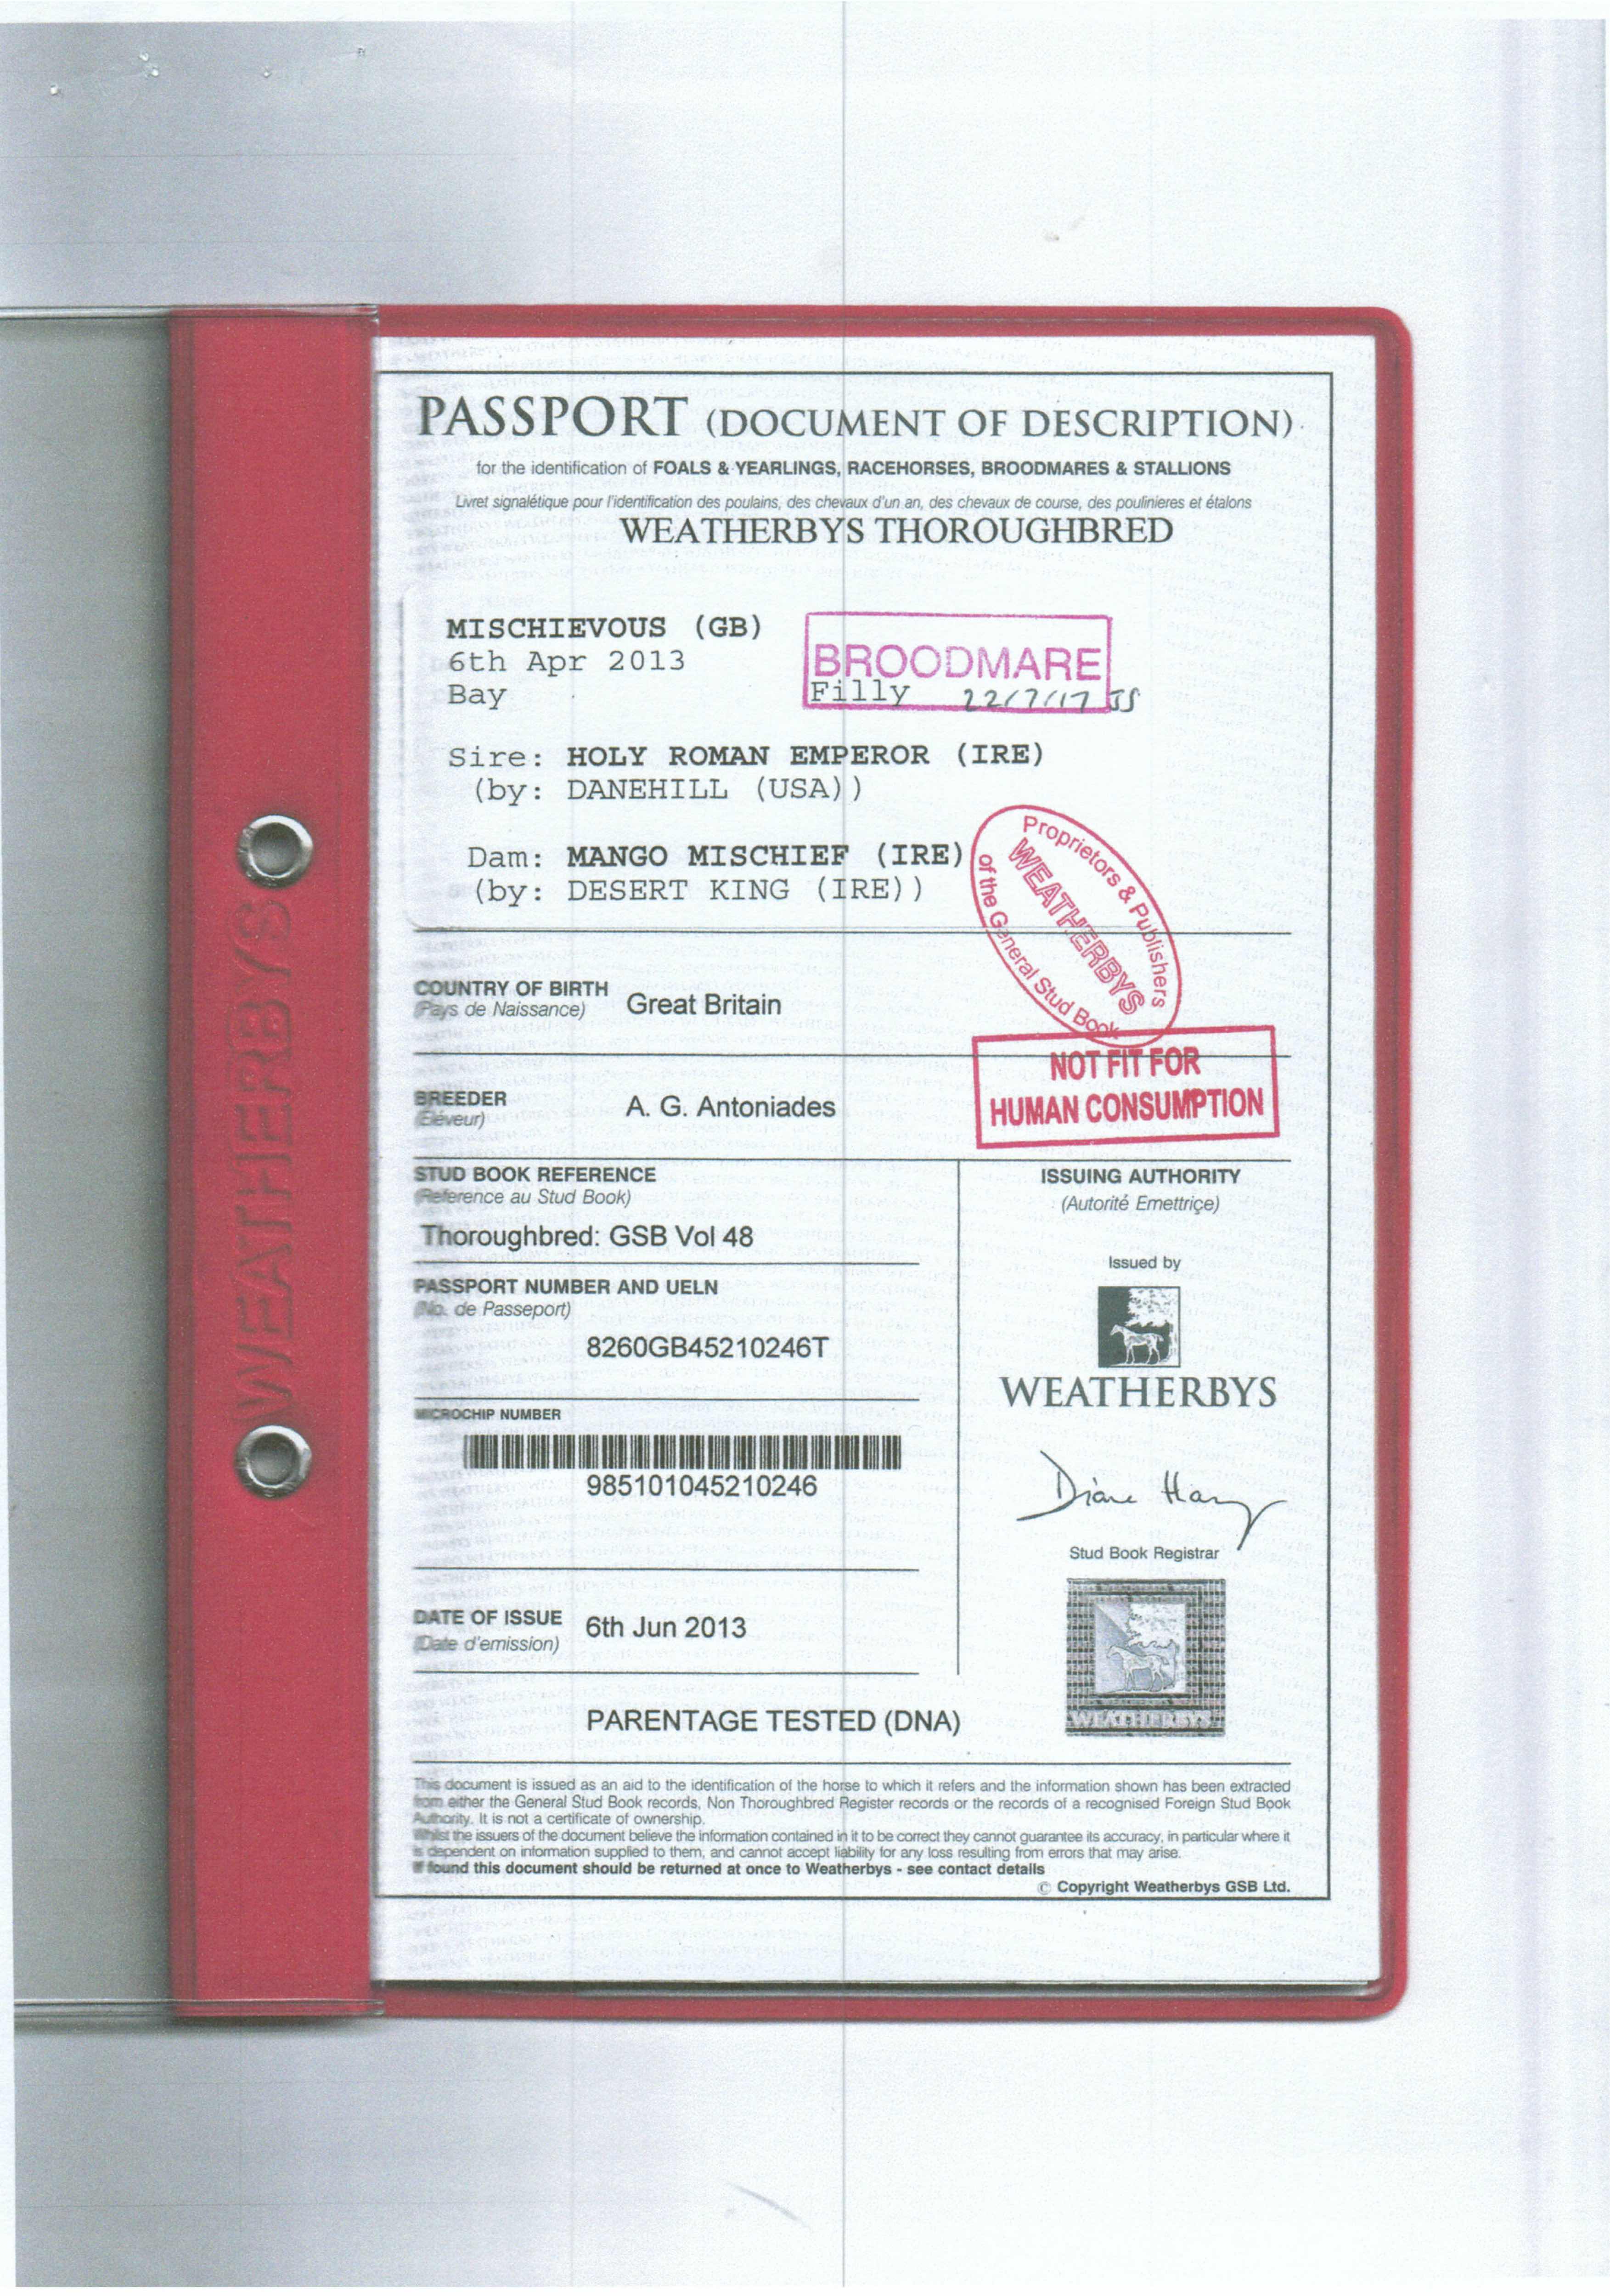 PASSPORT (DOCUMENT OF DESCRIPTION)
for the identification of FOALS & YEARLINGS, RACEHORSES, BROODMARES & STALLIONS
Livret signalétique pour l'identification des poulains, des chevaux d'un an, des chevaux de course, des poulinieres et étalons
WEATHERBYS THOROUGHBRED
MISCHIEVOUS (GB)
6th Apr 2013
BROODMARE
Bay
Filly 22/7/17 JS
Sire: HOLY ROMAN EMPEROR (IRE)
(by: DANEHILL (USA))
Dam: MANGO MISCHIEF (IRE)
(by: DESERT KING (IRE))
Proprietors & Publishers
WEATHERBYS
of the General Stud Book
COUNTRY OF BIRTH
(Pays de Naissance)
Great Britain
NOT FIT FOR
HUMAN CONSUMPTION
BREEDER
(Eleveur)
A. G. Antoniades
STUD BOOK REFERENCE
(Reference au Stud Book)
Thoroughbred: GSB Vol 48
PASSPORT NUMBER AND UELN
(No. de Passeport)
8260GB45210246T
MICROCHIP NUMBER
985101045210246
DATE OF ISSUE
(Date d'emission)
6th Jun 2013
PARENTAGE TESTED (DNA)
ISSUING AUTHORITY
(Autorité Emettriçe)
Issued by
WEATHERBYS
Stud Book Registrar
WEATHERBYS
This document is issued as an aid to the identification of the horse to which it refers and the information shown has been extracted
from either the General Stud Book records, Non Thoroughbred Register records or the records of a recognised Foreign Stud Book
Authority. It is not a certificate of ownership.
Whilst the issuers of the document believe the information contained in it to be correct they cannot guarantee its accuracy, in particular where it
is dependent on information supplied to them, and cannot accept liability for any loss resulting from errors that may arise.
If found this document should be returned at once to Weatherbys - see contact details
© Copyright Weatherbys GSB Ltd.
WEATHERBYS